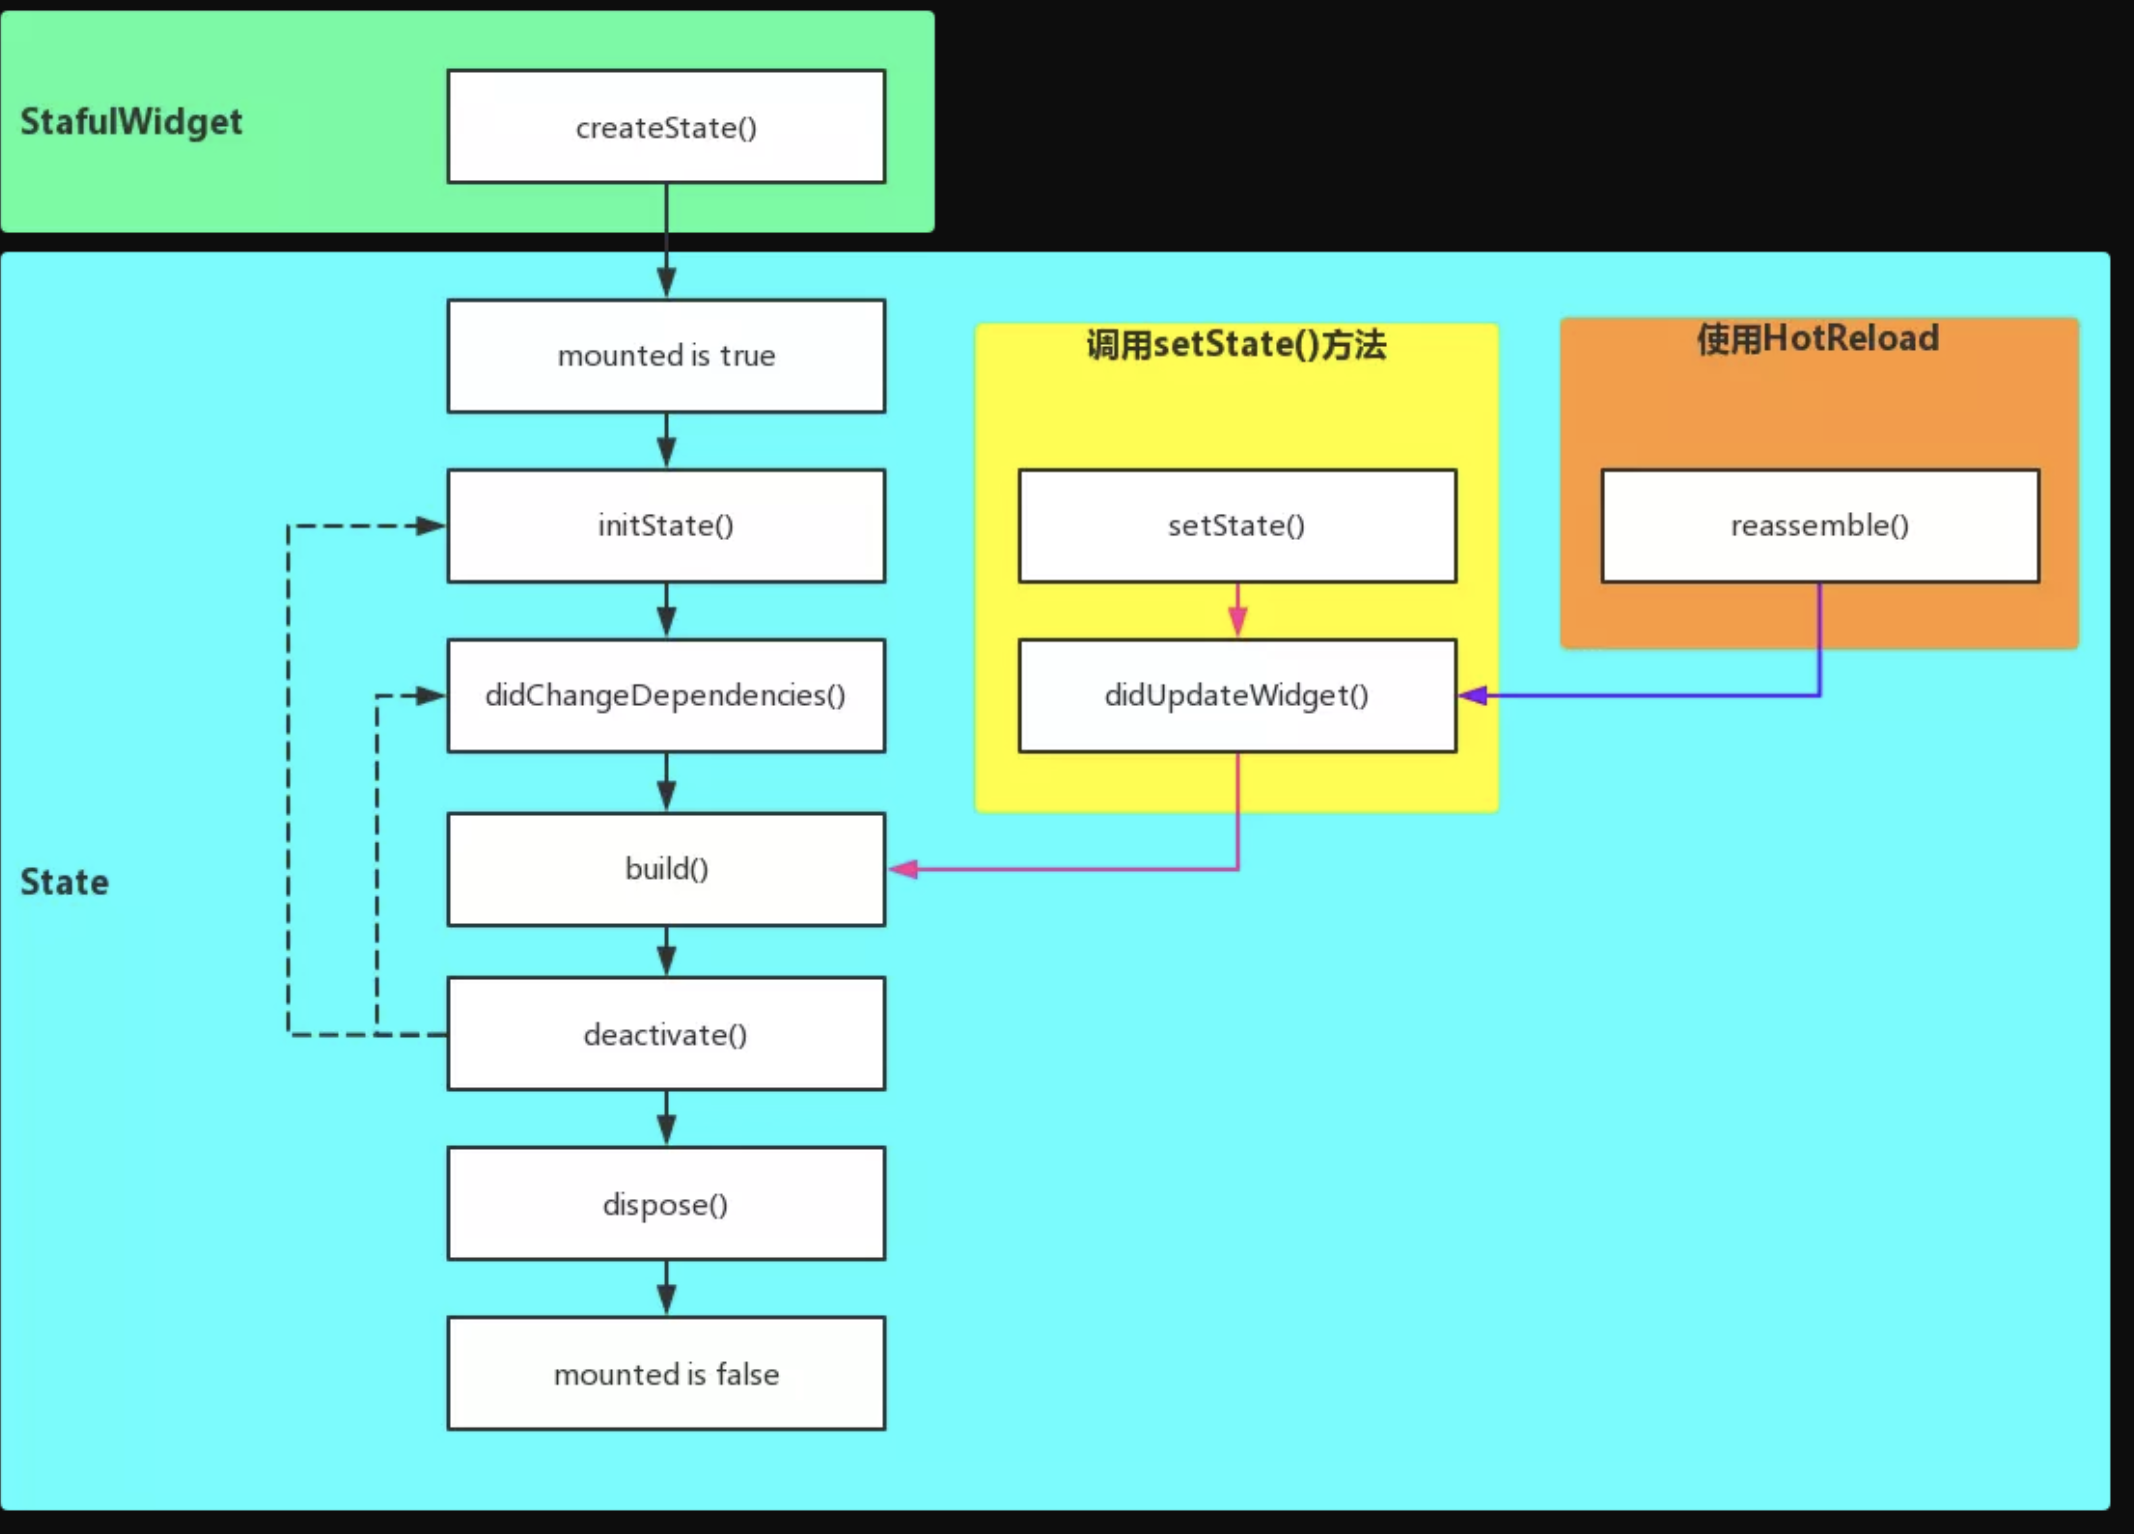 StafulWidget
createState()
mounted is true
调用setState()方法
使用HotReload
initState()
setState()
reassemble()
didChangeDependencies()
didUpdateWidget()
build()
State
deactivate()
dispose()
mounted is false